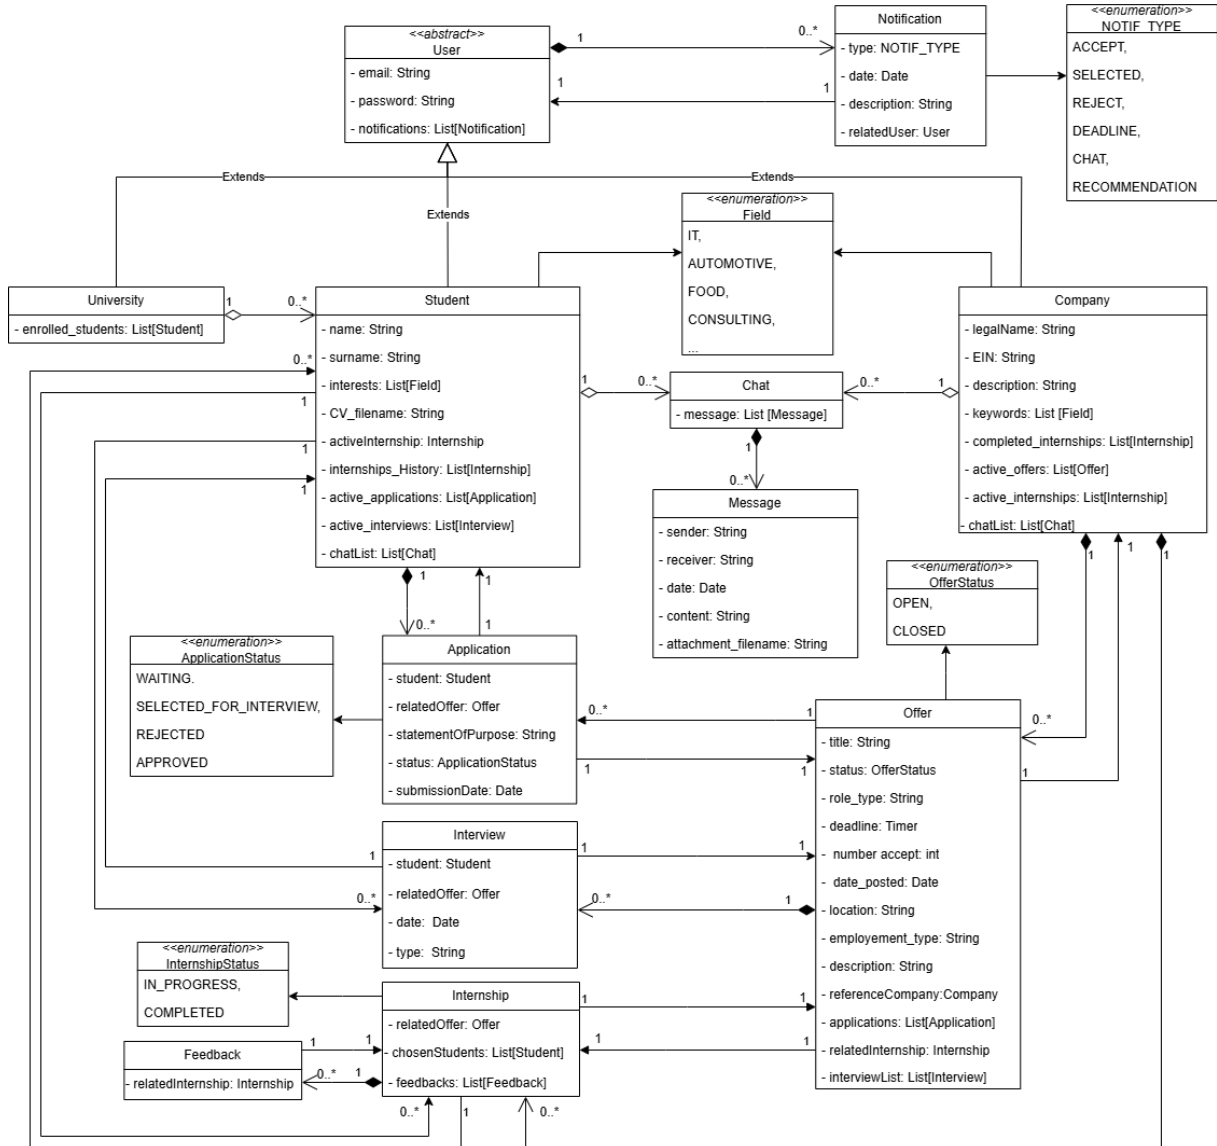 <<abstract>>
User
- email: String
- password: String
- notifications: List[Notification]
1
0..*
1
1
Notification
- type: NOTIF_TYPE
- date: Date
- description: String
- relatedUser: User
<<enumeration>>
NOTIF_TYPE
ACCEPT,
SELECTED,
REJECT,
DEADLINE,
CHAT,
RECOMMENDATION
Extends
Extends
Extends
<<enumeration>>
Field
IT,
AUTOMOTIVE,
FOOD,
CONSULTING,
...
University
- enrolled_students: List[Student]
1
0..*
0..*
1
1
1
Student
- name: String
- surname: String
- interests: List[Field]
- CV_filename: String
- activeInternship: Internship
- internships_History: List[Internship]
- active_applications: List[Application]
- active_interviews: List[Interview]
- chatList: List[Chat]
1
0..*
Chat
- message: List [Message]
0..*
1
1
0..*
Message
- sender: String
- receiver: String
- date: Date
- content: String
- attachment_filename: String
Company
- legalName: String
- EIN: String
- description: String
- keywords: List [Field]
- completed_internships: List[Internship]
- active_offers: List[Offer]
- active_internships: List[Internship]
- chatList: List[Chat]
1
1
1
<<enumeration>>
OfferStatus
OPEN,
CLOSED
1
1
0..*
<<enumeration>>
ApplicationStatus
WAITING.
SELECTED_FOR_INTERVIEW,
REJECTED
APPROVED
Application
- student: Student
- relatedOffer: Offer
- statementOfPurpose: String
- status: ApplicationStatus
- submissionDate: Date
0..*
1
1
1
0..*
1
Offer
- title: String
- status: OfferStatus
- role_type: String
- deadline: Timer
- number accept: int
- date_posted: Date
- location: String
- employement_type: String
- description: String
- referenceCompany:Company
- applications: List[Application]
- relatedInternship: Internship
- interviewList: List[Interview]
Interview
- student: Student
- relatedOffer: Offer
- date: Date
- type: String
1
0..*
1
1
0..*
1
<<enumeration>>
InternshipStatus
IN_PROGRESS,
COMPLETED
Internship
- relatedOffer: Offer
- chosenStudents: List[Student]
- feedbacks: List[Feedback]
1
1
1
1
Feedback
- relatedInternship: Internship
1
1
0..*
1
0..*
1
0..*